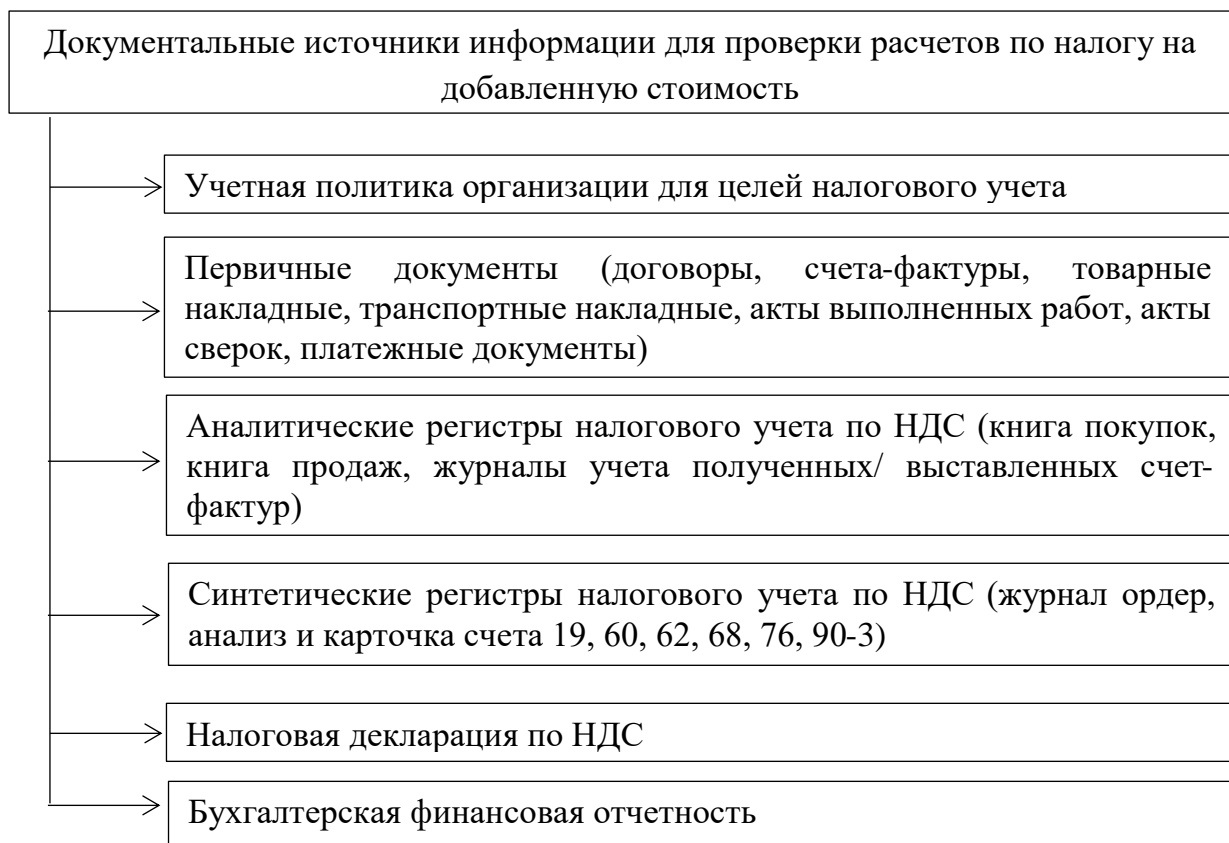 Документальные источники информации для проверки расчетов по налогу на
добавленную стоимость
Учетная политика организации для целей налогового учета
Первичные документы (договоры, счета-фактуры, товарные
накладные, транспортные накладные, акты выполненных работ, акты
сверок, платежные документы)
Аналитические регистры налогового учета по НДС (книга покупок,
книга продаж, журналы учета полученных/ выставленных счет-
фактур)
Синтетические регистры налогового учета по НДС (журнал ордер,
анализ и карточка счета 19, 60, 62, 68, 76, 90-3)
Налоговая декларация по НДС
Бухгалтерская финансовая отчетность